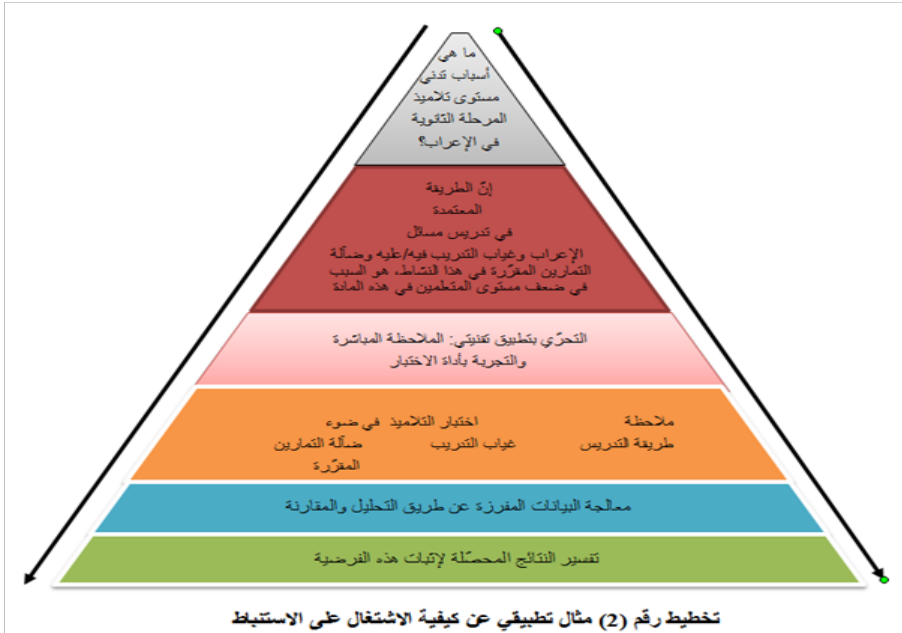 ما هي
أسباب تدني
مستوى تلاميذ
المرحلة الثانوية
في الإعراب؟
إنّ الطريقة
المعتمدة
في تدريس مسائل
الإعراب وغياب التدريب فيه/عليه وضآلة
التمارين المقرّرة في هذا النشاط، هو السبب
في ضعف مستوى المتعلمين في هذه المادة
التحرّي بتطبيق تقنيتي: الملاحظة المباشرة
والتجربة بأداة الاختبار
ملاحظة اختبار التلاميذ في ضوء
طريقة التدريس غياب التدريب ضآلة التمارين
المقرّرة
معالجة البيانات المفرزة عن طريق التحليل والمقارنة
تفسير النتائج المحصّلة لإثبات هذه الفرضية
تخطيط رقم (2) مثال تطبيقي عن كيفية الاشتغال على الاستنباط